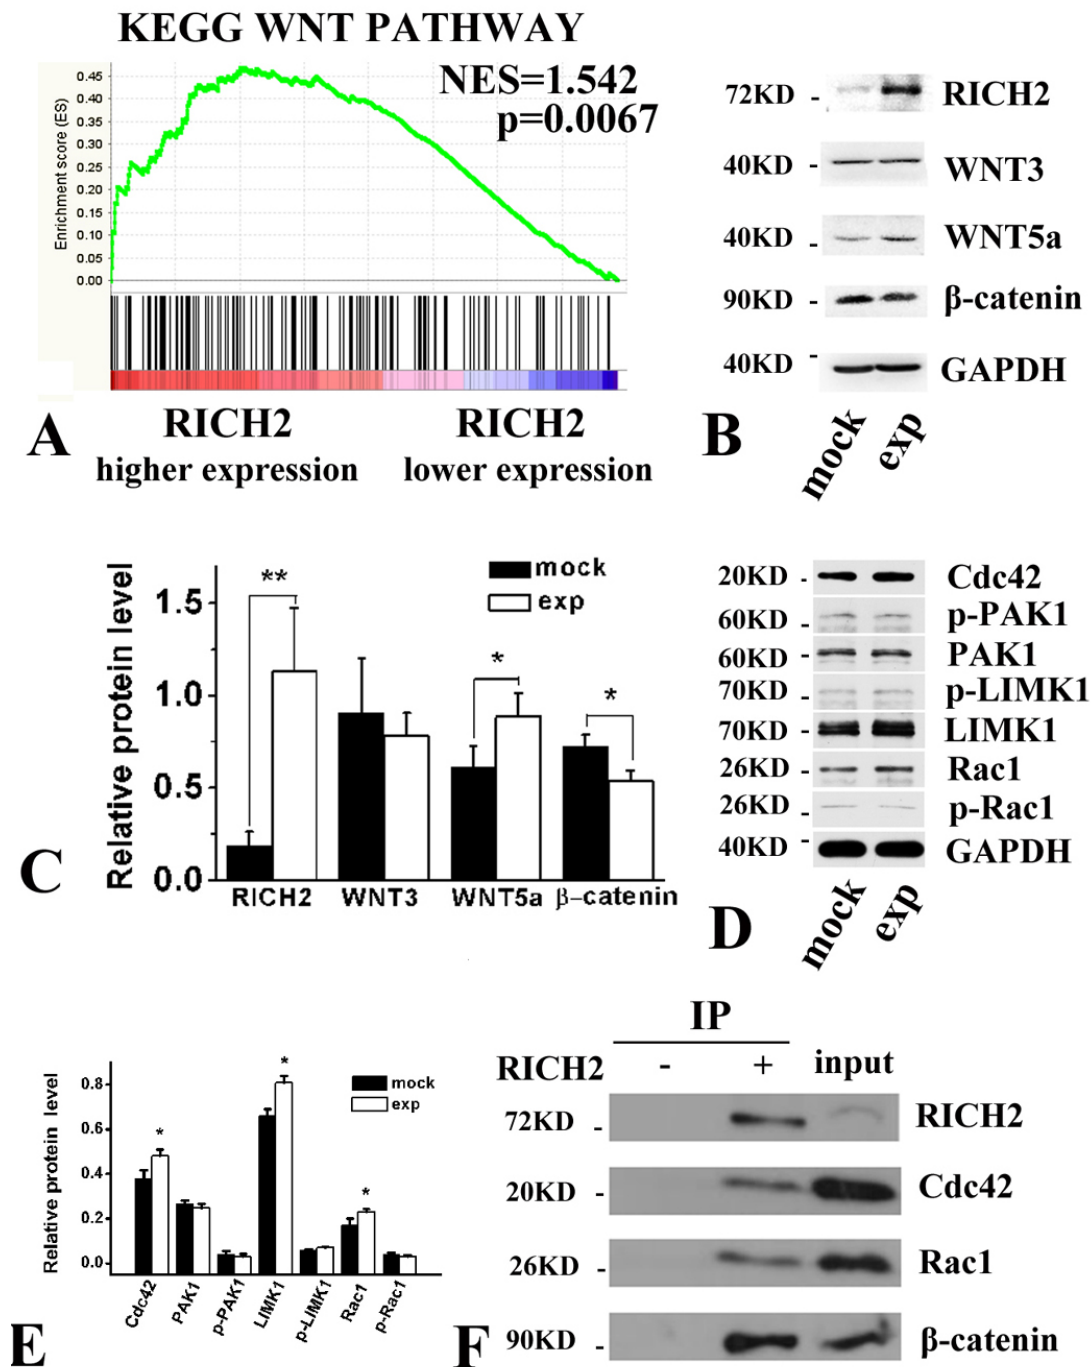 KEGG WNT PATHWAY
NES=1.542
p=0.0067
Enrichment score (ES)
0.45
0.40
0.35
0.30
0.25
0.20
0.15
0.10
0.05
0.00
A
RICH2 RICH2
higher expression lower expression
72KD - RICH2
40KD - WNT3
40KD - WNT5a
90KD - β-catenin
40KD - GAPDH
B
mock exp
C
Relative protein level
1.5
1.0
0.5
0.0
mock
exp
**
*
*
RICH2 WNT3 WNT5a β-catenin
20KD - Cdc42
60KD - p-PAK1
60KD - PAK1
70KD - p-LIMK1
70KD - LIMK1
26KD - Rac1
26KD - p-Rac1
40KD - GAPDH
D
mock exp
E
Relative protein level
0.8
0.6
0.4
0.2
0.0
mock
exp
*
*
*
Cdc42 PAK1 p-PAK1 LIMK1 p-LIMK1 Rac1 p-Rac1
F
IP
RICH2 - + input
72KD - RICH2
20KD - Cdc42
26KD - Rac1
90KD - β-catenin